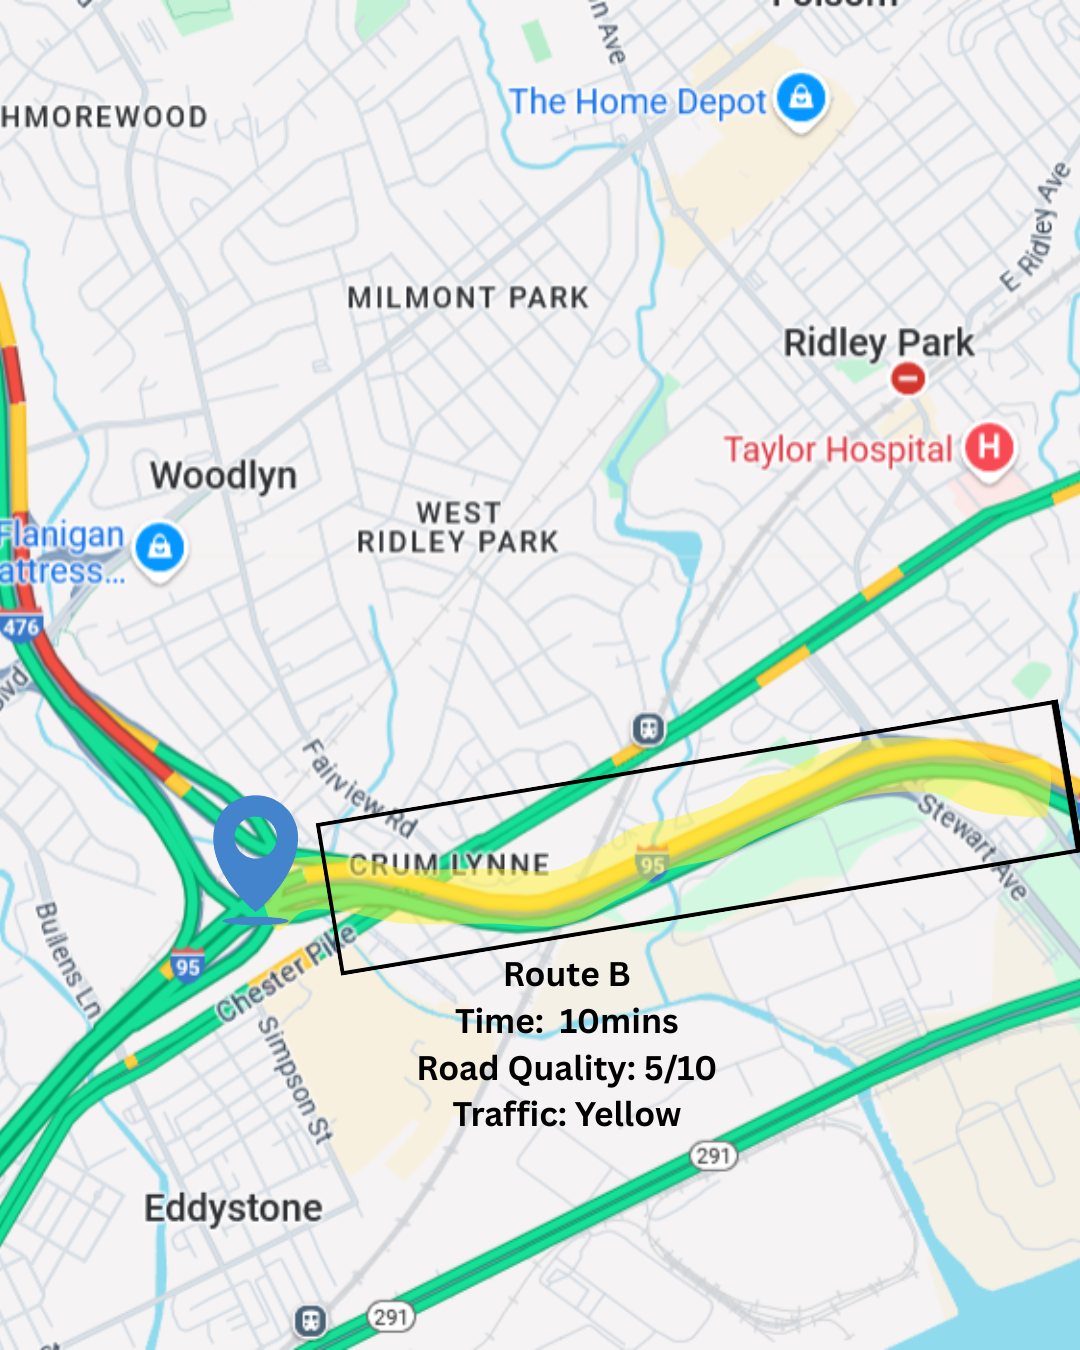 The Home Depot
HMOREWOOD
E Ridley Ave
MILMONT PARK
Ridley Park
Taylor Hospital
H
Woodlyn
WEST
RIDLEY PARK
Flanigan
attress...
476
Fairview Rd
CRUM LYNNE
95
Stewart Ave
Bullens Ln
95
Chester Pike
Simpson St
Route B
Time: 10mins
Road Quality: 5/10
Traffic: Yellow
291
Eddystone
291